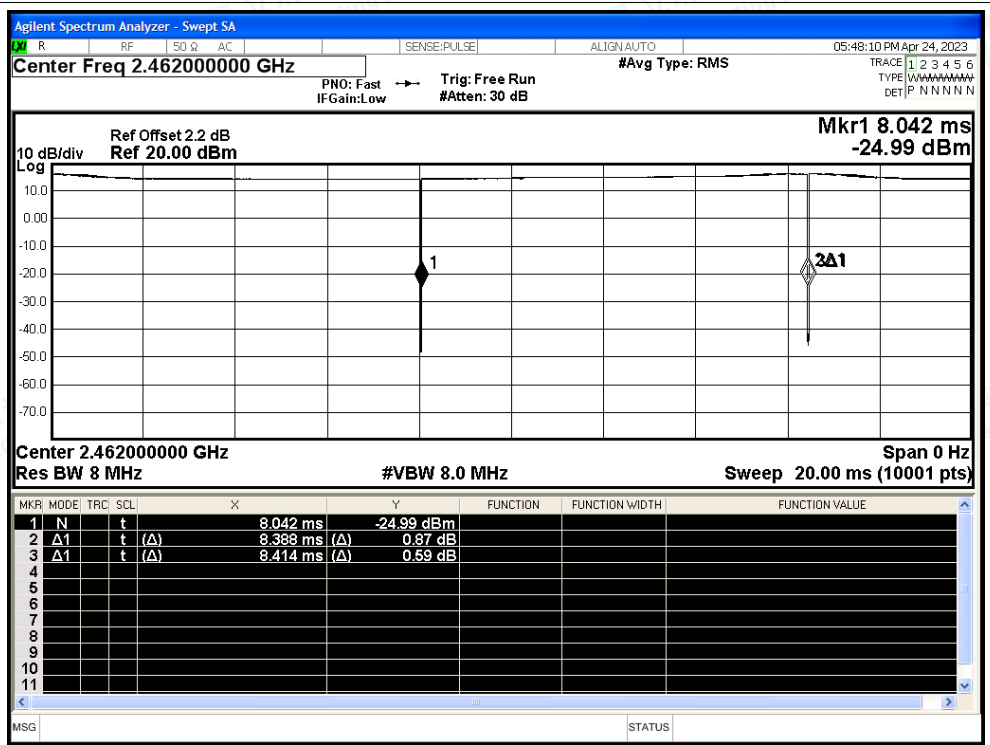 Agilent Spectrum Analyzer - Swept SA
LXI R RF 50 Ω AC SENSE:PULSE ALIGN AUTO 05:48:10 PM Apr 24, 2023
Center Freq 2.462000000 GHz #Avg Type: RMS TRACE 1 2 3 4 5 6
PNO: Fast Trig: Free Run TYPE WWWWWW
IFGain:Low #Atten: 30 dB DET P N N N N N
Mkr1 8.042 ms
Ref Offset 2.2 dB
10 dB/div Ref 20.00 dBm -24.99 dBm
Log
10.0
0.00
-10.0
1
2Δ1
3Δ1
-20.0
-30.0
-40.0
-50.0
-60.0
-70.0
Center 2.462000000 GHz Span 0 Hz
Res BW 8 MHz #VBW 8.0 MHz Sweep 20.00 ms (10001 pts)
MKR MODE TRC SCL X Y FUNCTION FUNCTION WIDTH FUNCTION VALUE
1 N t 8.042 ms -24.99 dBm
2 Δ1 t (Δ) 8.388 ms (Δ) 0.87 dB
3 Δ1 t (Δ) 8.414 ms (Δ) 0.59 dB
4
5
6
7
8
9
10
11
MSG STATUS